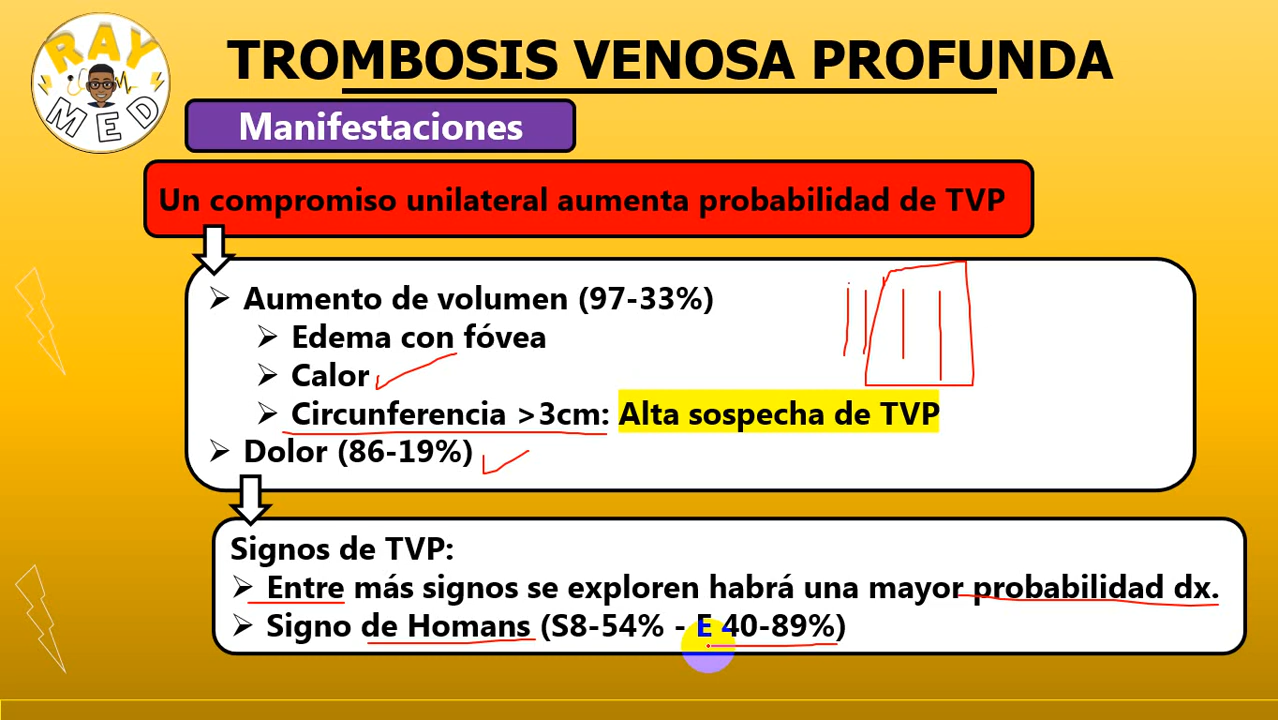 RAY
MED
TROMBOSIS VENOSA PROFUNDA
Manifestaciones
Un compromiso unilateral aumenta probabilidad de TVP
Aumento de volumen (97-33%)
Edema con fóvea
Calor
Circunferencia >3cm: Alta sospecha de TVP
Dolor (86-19%)
Signos de TVP:
Entre más signos se exploren habrá una mayor probabilidad dx.
Signo de Homans (S8-54% - E 40-89%)